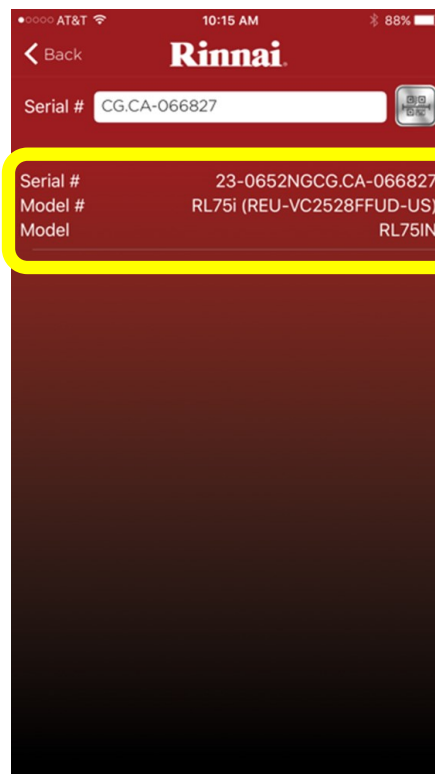 AT&T 10:15 AM 88%
Back Rinnai.
Serial # CG.CA-066827
Serial # 23-0652NGCG.CA-066827
Model # RL75i (REU-VC2528FFUD-US)
Model RL75IN